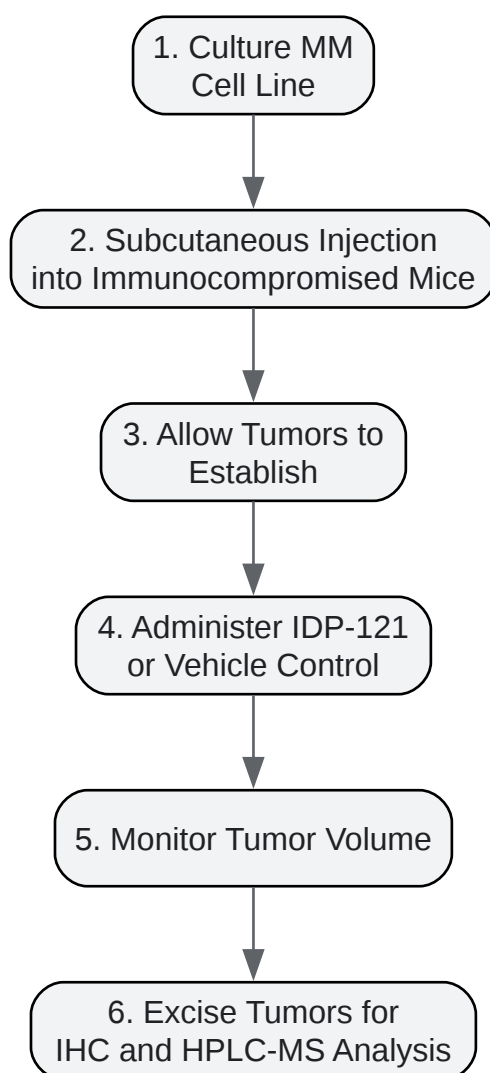 1. Culture MM
Cell Line
2. Subcutaneous Injection
into Immunocompromised Mice
3. Allow Tumors to
Establish
4. Administer IDP-121
or Vehicle Control
5. Monitor Tumor Volume
6. Excise Tumors for
IHC and HPLC-MS Analysis